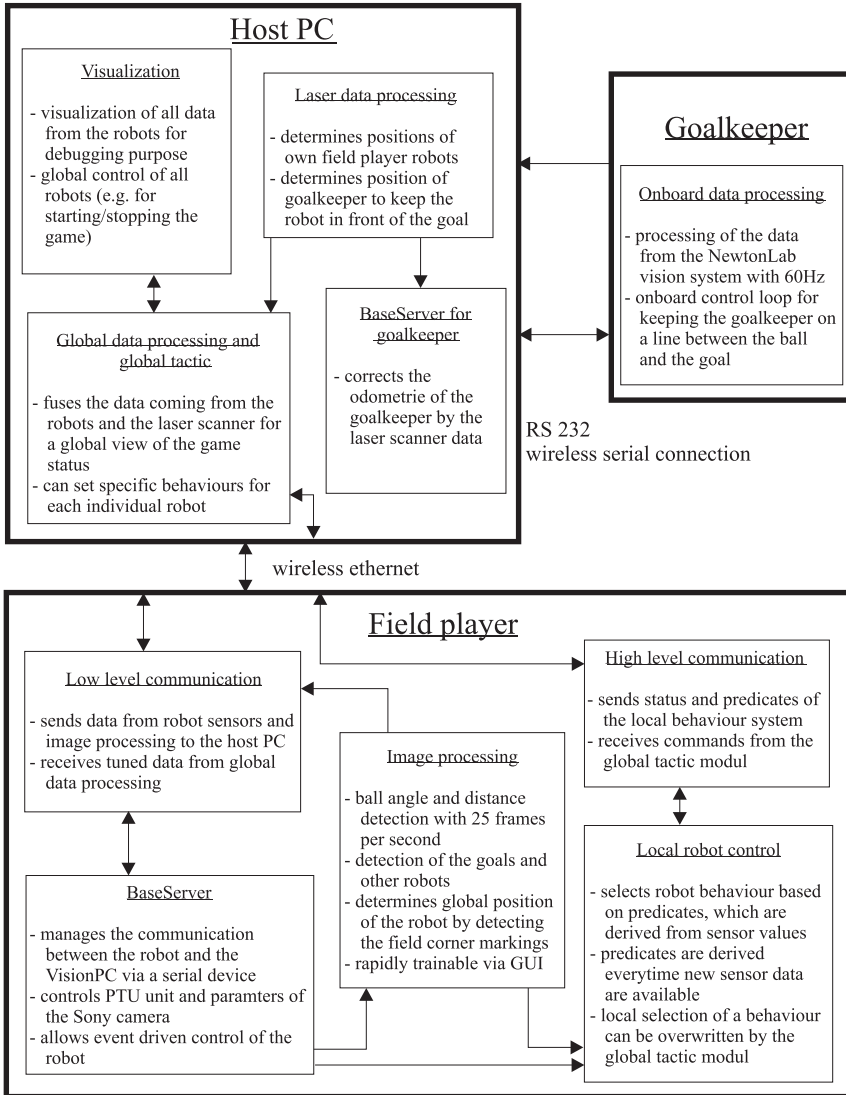 Host PC
Visualization
- visualization of all data
from the robots for
debugging purpose
- global control of all
robots (e.g. for
starting/stopping the
game)
Laser data processing
- determines positions of
own field player robots
- determines position of
goalkeeper to keep the
robot in front of the goal
Global data processing and
global tactic
- fuses the data coming from the
robots and the laser scanner for
a global view of the game
status
- can set specific behaviours for
each individual robot
BaseServer for
goalkeeper
- corrects the
odometrie of the
goalkeeper by the
laser scanner data
Goalkeeper
Onboard data processing
- processing of the data
from the NewtonLab
vision system with 60Hz
- onboard control loop for
keeping the goalkeeper on
a line between the ball
and the goal
RS 232
wireless serial connection
wireless ethernet
Field player
Low level communication
- sends data from robot sensors and
image processing to the host PC
- receives tuned data from global
data processing
BaseServer
- manages the communication
between the robot and the
VisionPC via a serial device
- controls PTU unit and paramters of
the Sony camera
- allows event driven control of the
robot
Image processing
- ball angle and distance
detection with 25 frames
per second
- detection of the goals and
other robots
- determines global position
of the robot by detecting
the field corner markings
- rapidly trainable via GUI
High level communication
- sends status and predicates of
the local behaviour system
- receives commands from the
global tactic modul
Local robot control
- selects robot behaviour based
on predicates, which are
derived from sensor values
- predicates are derived
everytime new sensor data
are available
- local selection of a behaviour
can be overwritten by the
global tactic modul